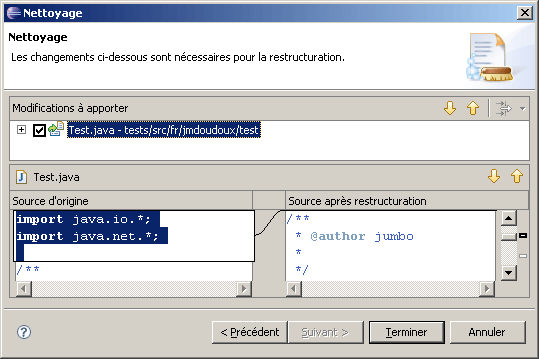 Nettoyage
Nettoyage
Les changements ci-dessous sont nécessaires pour la restructuration.
Modifications à apporter
Test.java - tests/src/fr/jmdoudoux/test
Test.java
Source d'origine
Source après restructuration
import java.io.*;
import java.net.*;
/**
/**
* @author jumbo
*
*/
< Précédent
Suivant >
Terminer
Annuler